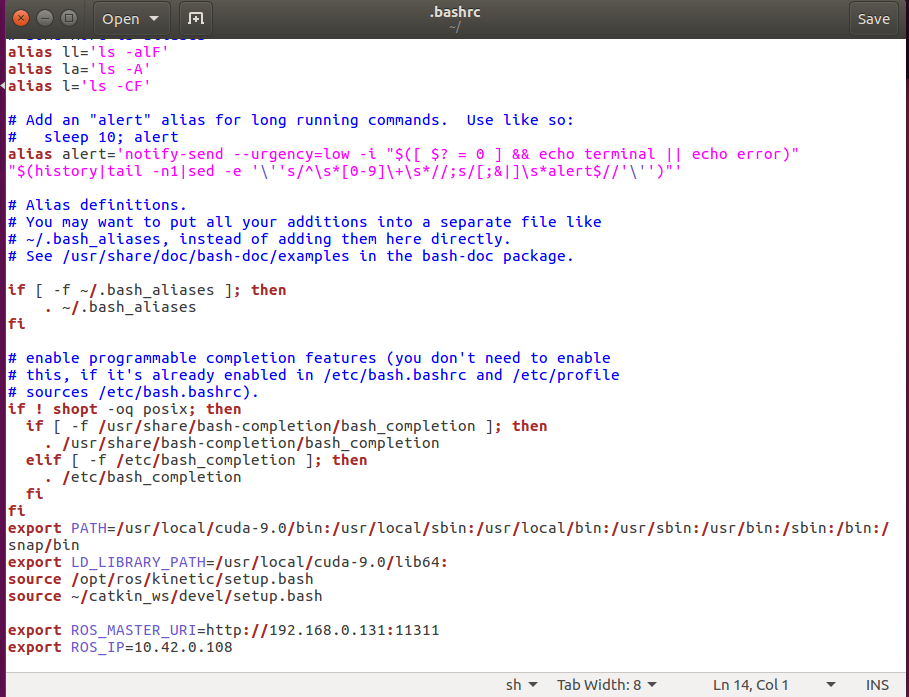 Open
.bashrc
~/
Save
alias ll='ls -alF'
alias la='ls -A'
alias l='ls -CF'
# Add an "alert" alias for long running commands.  Use like so:
#   sleep 10; alert
alias alert='notify-send --urgency=low -i "$([ $? = 0 ] && echo terminal || echo error)"
"$(history|tail -n1|sed -e '\''s/^\s*[0-9]\+\s*//;s/[;&|]\s*alert$//'\'')"'
# Alias definitions.
# You may want to put all your additions into a separate file like
# ~/.bash_aliases, instead of adding them here directly.
# See /usr/share/doc/bash-doc/examples in the bash-doc package.
if [ -f ~/.bash_aliases ]; then
    . ~/.bash_aliases
fi
# enable programmable completion features (you don't need to enable
# this, if it's already enabled in /etc/bash.bashrc and /etc/profile
# sources /etc/bash.bashrc).
if ! shopt -oq posix; then
  if [ -f /usr/share/bash-completion/bash_completion ]; then
    . /usr/share/bash-completion/bash_completion
  elif [ -f /etc/bash_completion ]; then
    . /etc/bash_completion
  fi
fi
export PATH=/usr/local/cuda-9.0/bin:/usr/local/sbin:/usr/local/bin:/usr/sbin:/usr/bin:/sbin:/bin:/
snap/bin
export LD_LIBRARY_PATH=/usr/local/cuda-9.0/lib64:
source /opt/ros/kinetic/setup.bash
source ~/catkin_ws/devel/setup.bash
export ROS_MASTER_URI=http://192.168.0.131:11311
export ROS_IP=10.42.0.108
sh
Tab Width: 8
Ln 14, Col 1
INS